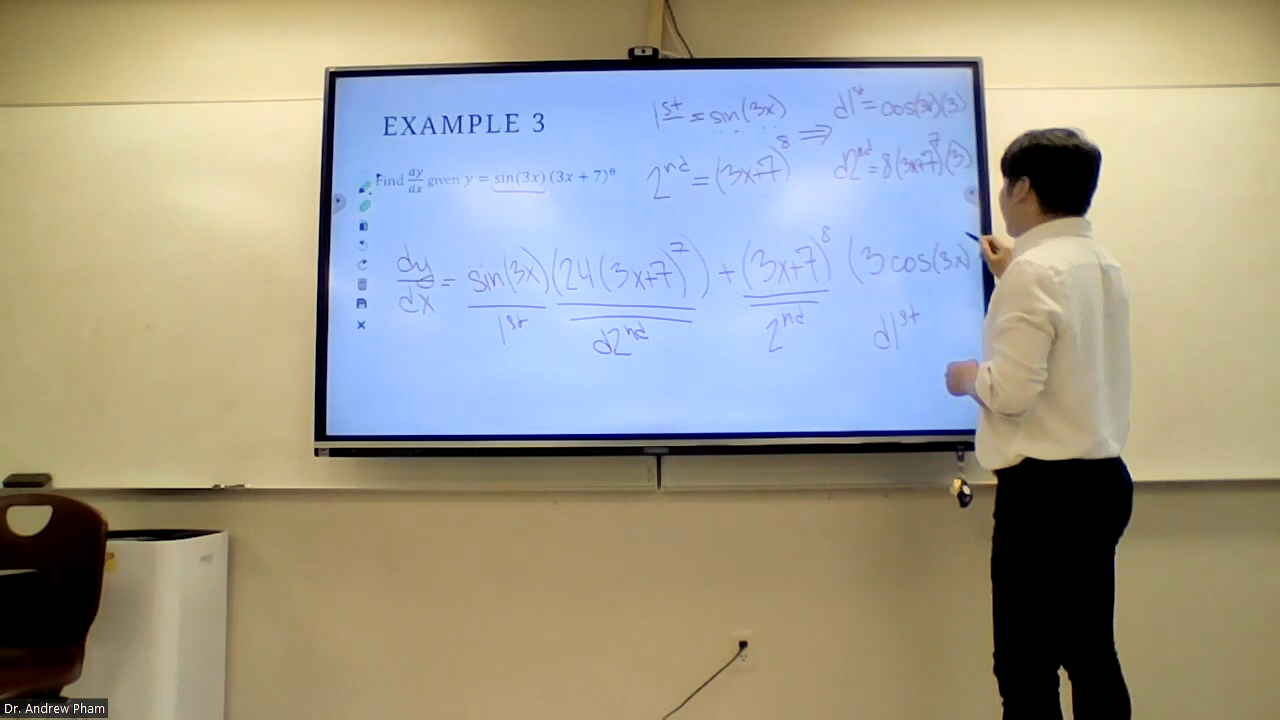 EXAMPLE 3
Find dy/dx given y = sin(3x) (3x + 7)⁸
1st = sin(3x)
2nd = (3x+7)⁸
⇒
d1st = cos(3x)(3)
d2nd = 8(3x+7)⁷(3)
dy/dx = sin(3x)(24(3x+7)⁷) + (3x+7)⁸ (3cos(3x)
1st d2nd 2nd d1st
Dr. Andrew Pham